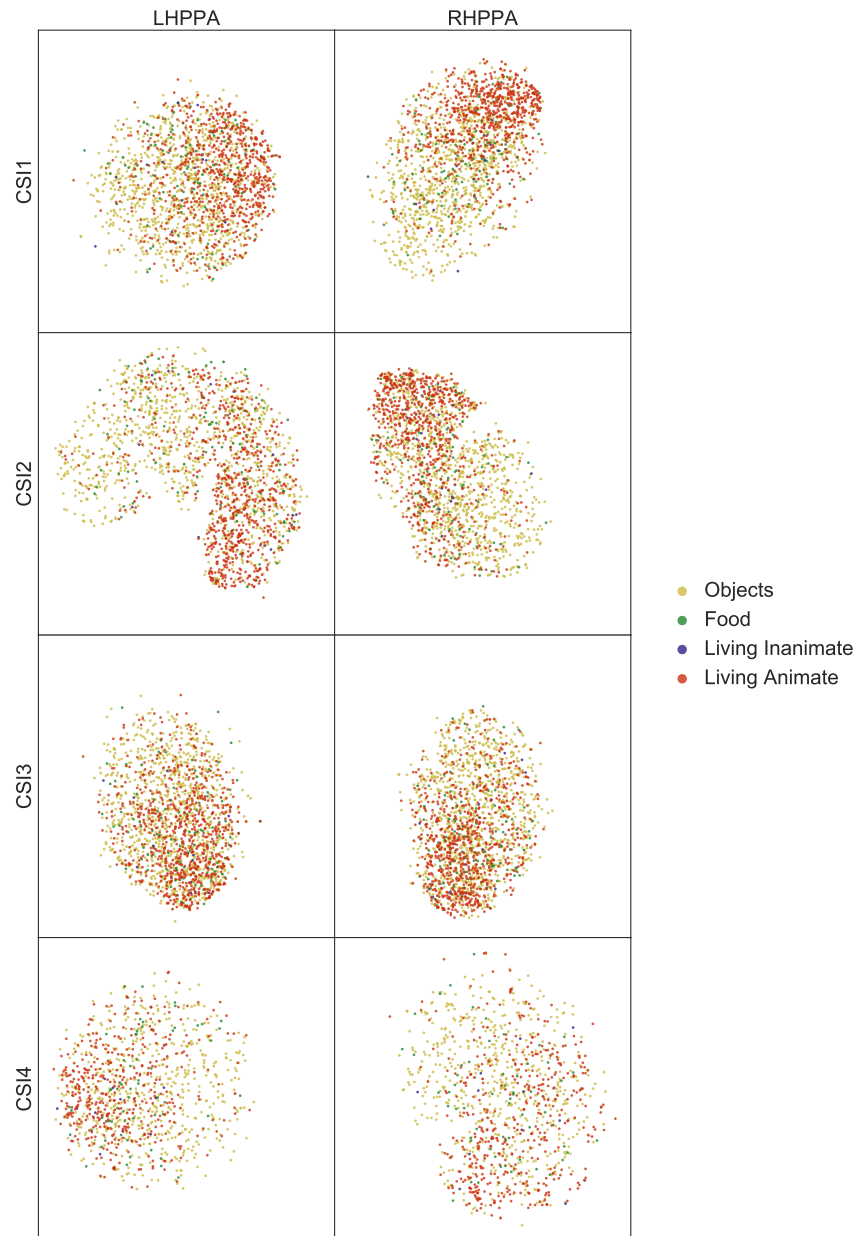 LHPPA RHPPA
CSI1
CSI2
CSI3
CSI4
Objects
Food
Living Inanimate
Living Animate